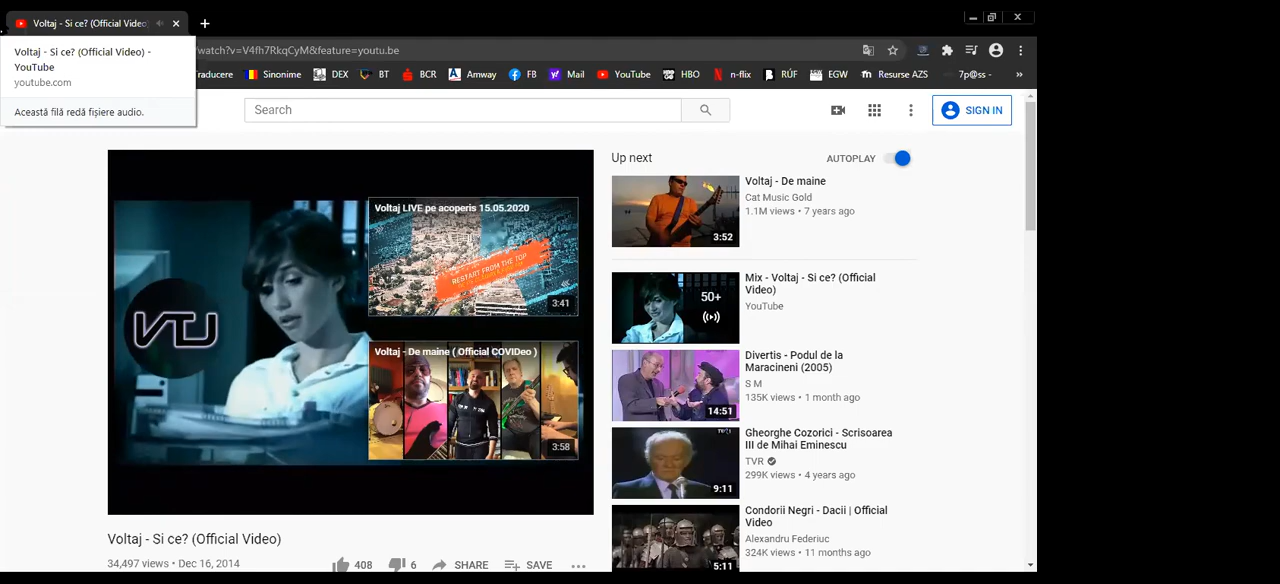 Voltaj - Si ce? (Official Video)
Voltaj - Si ce? (Official Video) -
YouTube
youtube.com
Această filă redă fișiere audio.
/watch?v=V4fh7RkqCyM&feature=youtu.be
raducere Sinonime DEX BT BCR Amway FB Mail YouTube HBO n-flix RÚF EGW Resurse AZS 7p@ss - »
Search
SIGN IN
Voltaj LIVE pe acoperis 15.05.2020
RESTART FROM THE TOP
3:41
VTJ
Voltaj - De maine ( Official COVIDeo )
3:58
Voltaj - Si ce? (Official Video)
34,497 views • Dec 16, 2014
408 6 SHARE SAVE
Up next
AUTOPLAY
3:52
Voltaj - De maine
Cat Music Gold
1.1M views • 7 years ago
50+
Mix - Voltaj - Si ce? (Official
Video)
YouTube
14:51
Divertis - Podul de la
Maracineni (2005)
S M
135K views • 1 month ago
9:11
Gheorghe Cozorici - Scrisoarea
III de Mihai Eminescu
TVR
299K views • 4 years ago
5:11
Condorii Negri - Dacii | Official
Video
Alexandru Federiuc
324K views • 11 months ago